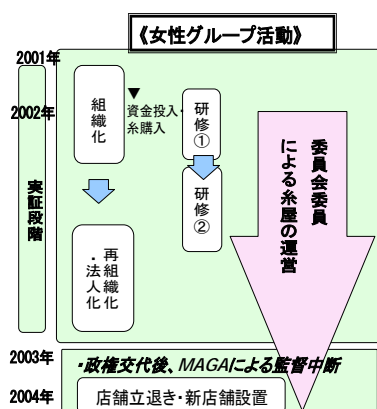 《女性グループ活動》
2001年
2002年
実証段階
組織化
▼
資金投入・
糸購入
研修①
研修②
再組織化
・法人化
委員会委員
による糸屋の運営
2003年
・政権交代後、MAGAによる監督中断
2004年
店舗立退き・新店舗設置